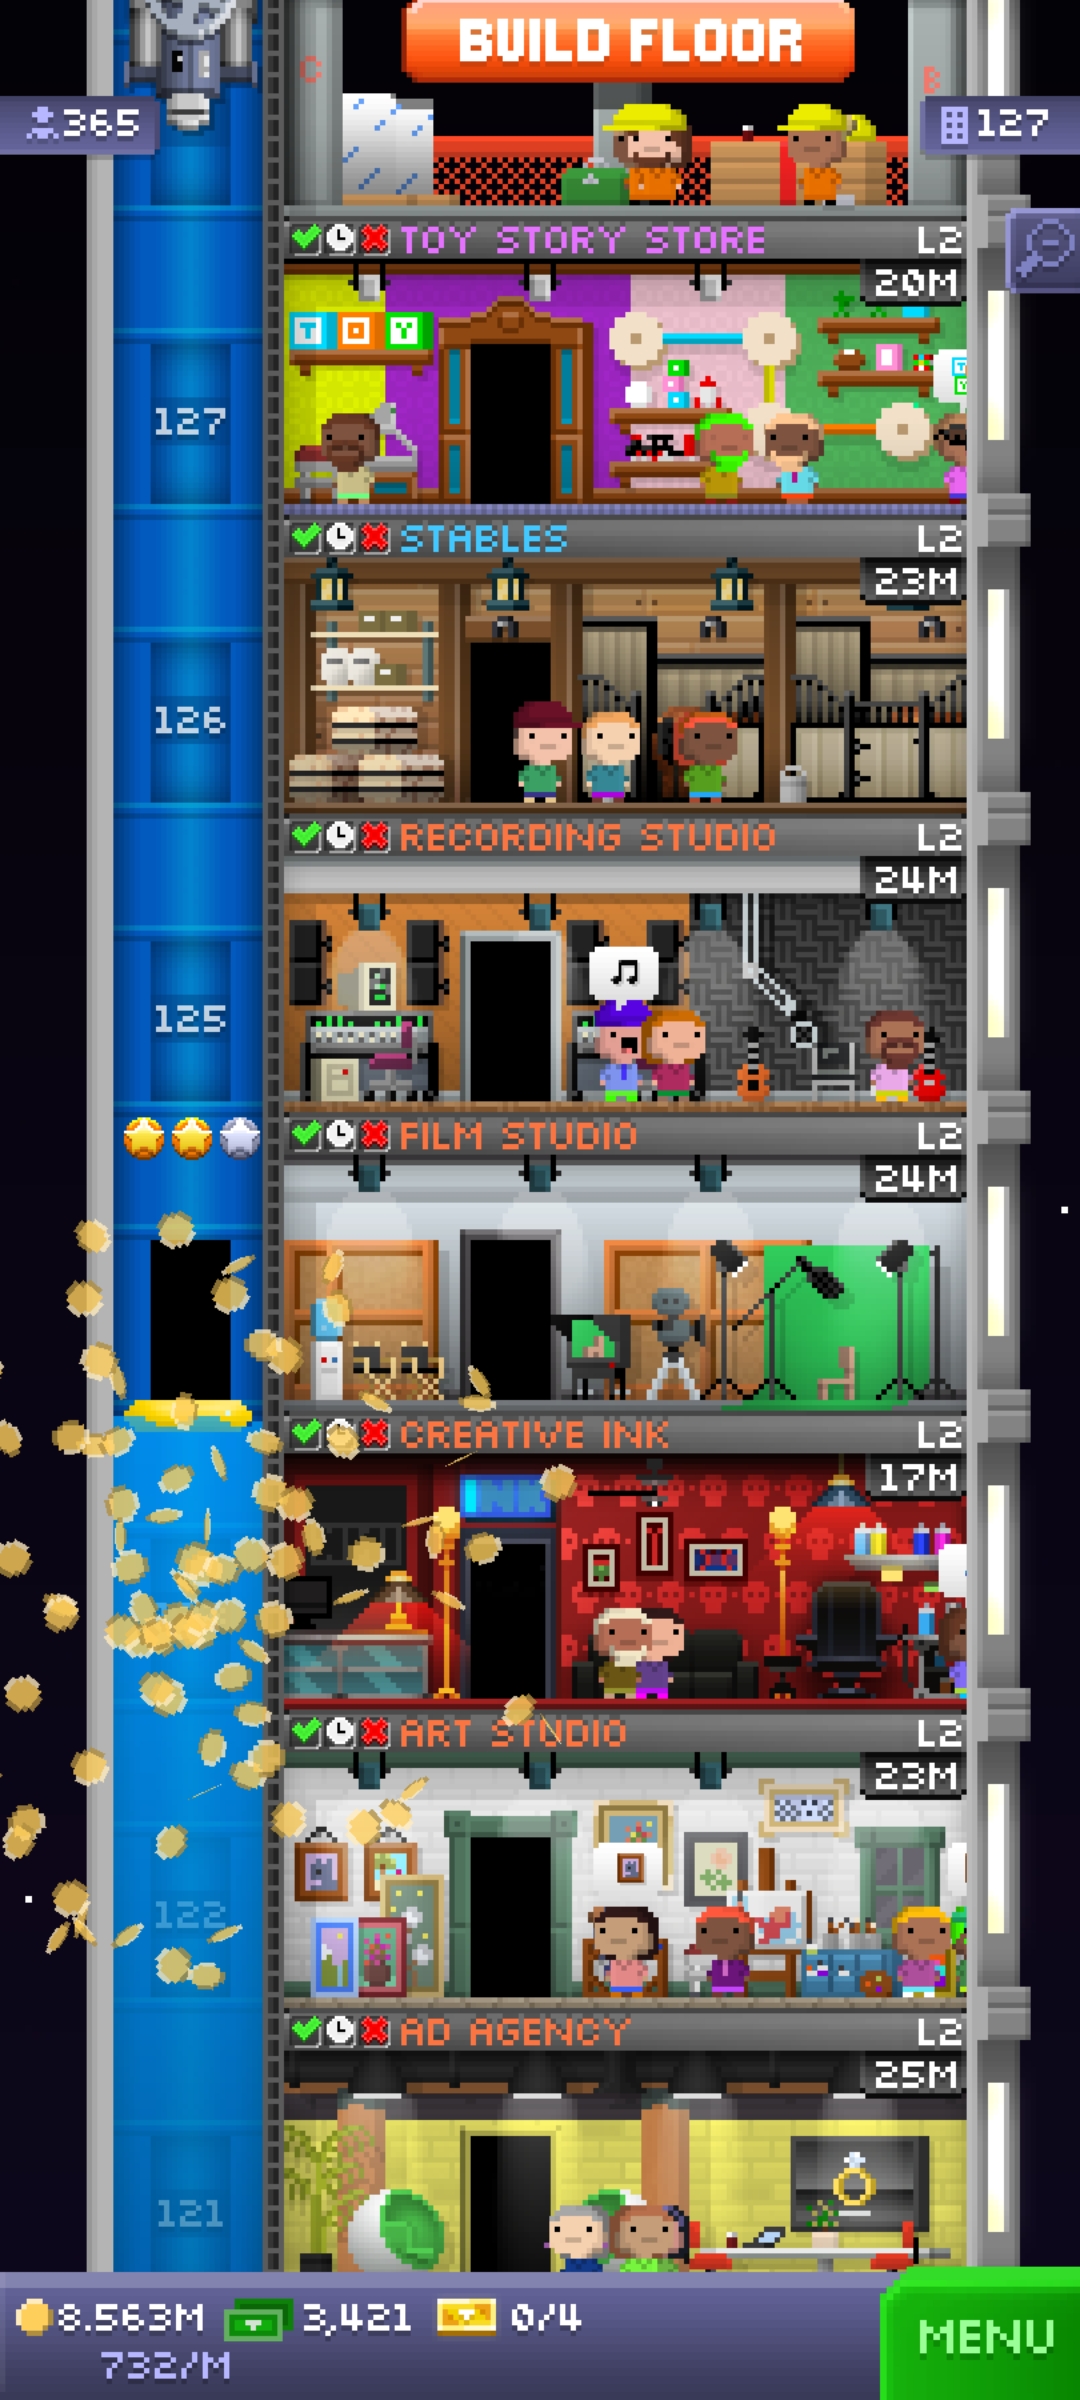 BUILD FLOOR
C
B
365
127
TOY STORY STORE L2
20M
T O Y
127
STABLES L2
23M
126
RECORDING STUDIO L2
24M
125
FILM STUDIO L2
24M
CREATIVE INK L2
17M
INK
ART STUDIO L2
23M
122
AD AGENCY L2
25M
121
8.563M 3,421 0/4
732/M
MENU